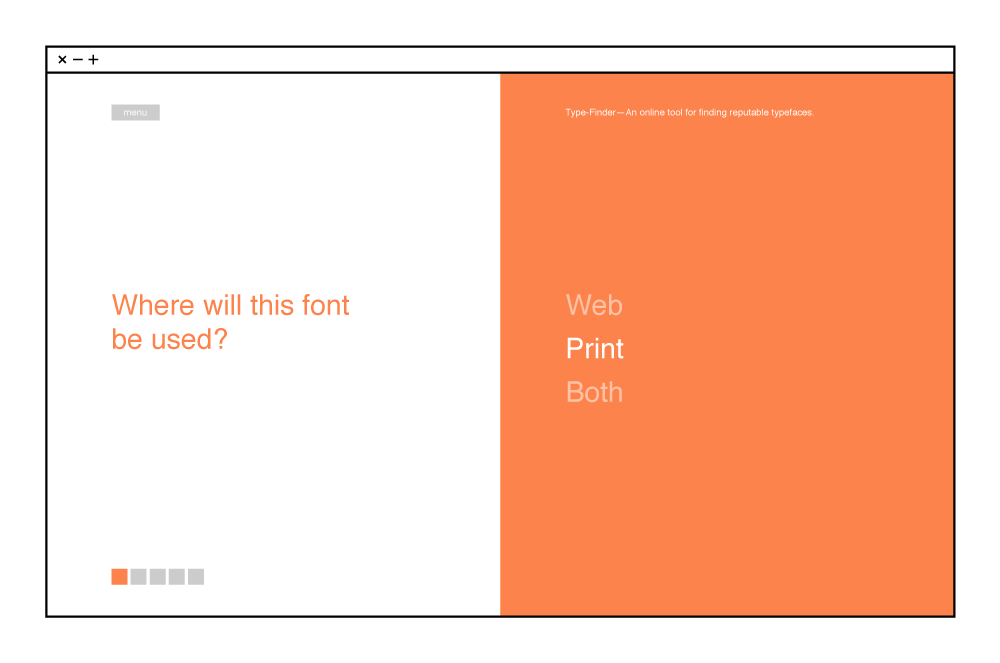 menu
Type-Finder—An online tool for finding reputable typefaces.
Where will this font
be used?
Web
Print
Both